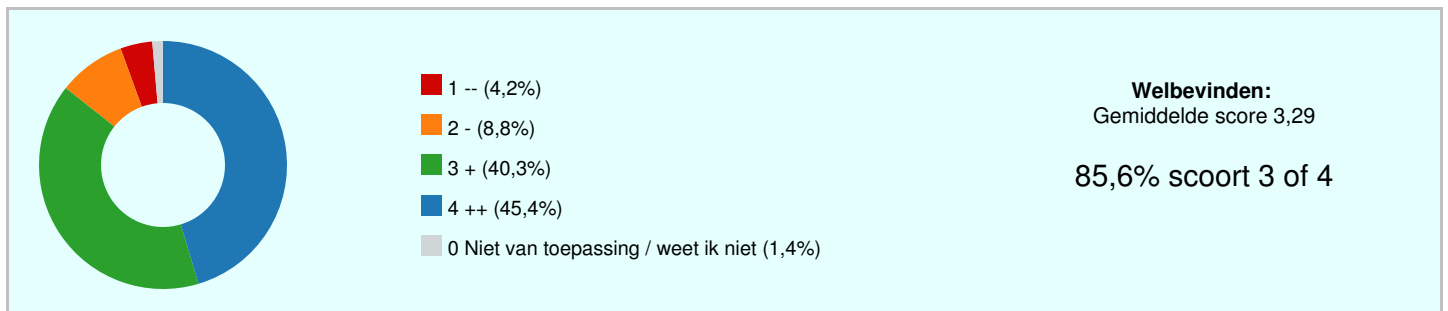 1 -- (4,2%)
2 - (8,8%)
3 + (40,3%)
4 ++ (45,4%)
0 Niet van toepassing / weet ik niet (1,4%)
Welbevinden:
Gemiddelde score 3,29
85,6% scoort 3 of 4